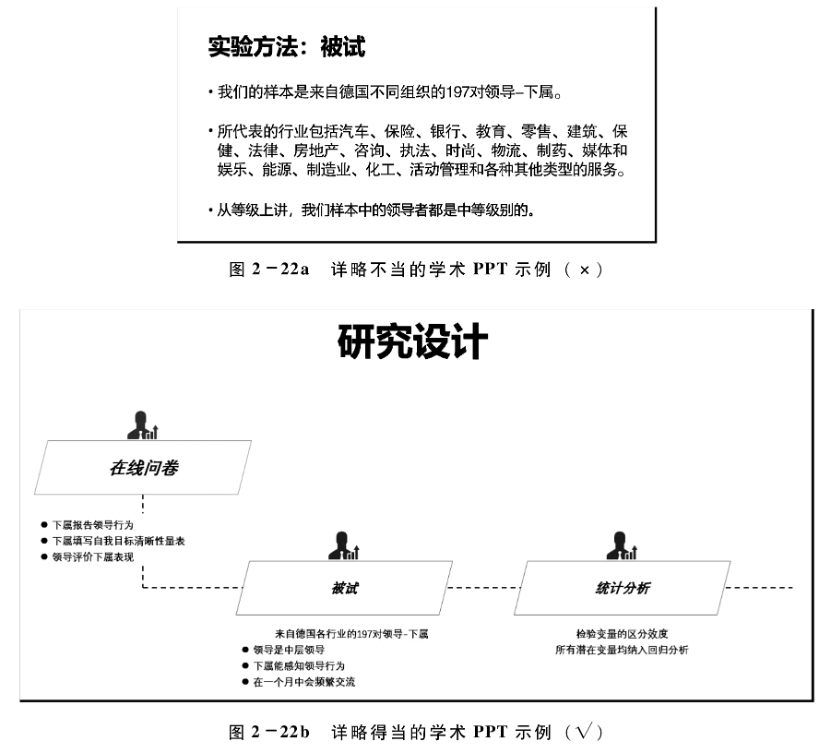 实验方法：被试
• 我们的样本是来自德国不同组织的197对领导-下属。
• 所代表的行业包括汽车、保险、银行、教育、零售、建筑、保
健、法律、房地产、咨询、执法、时尚、物流、制药、媒体和
娱乐、能源、制造业、化工、活动管理和各种其他类型的服务。
• 从等级上讲，我们样本中的领导者都是中等级别的。
图 2-22a 详略不当的学术 PPT 示例（×）
研究设计
在线问卷
● 下属报告领导行为
● 下属填写自我目标清晰性量表
● 领导评价下属表现
被试
来自德国各行业的197对领导-下属
● 领导是中层领导
● 下属能感知领导行为
● 在一个月中会频繁交流
统计分析
检验变量的区分效度
所有潜在变量均纳入回归分析
图 2-22b 详略得当的学术 PPT 示例（√）